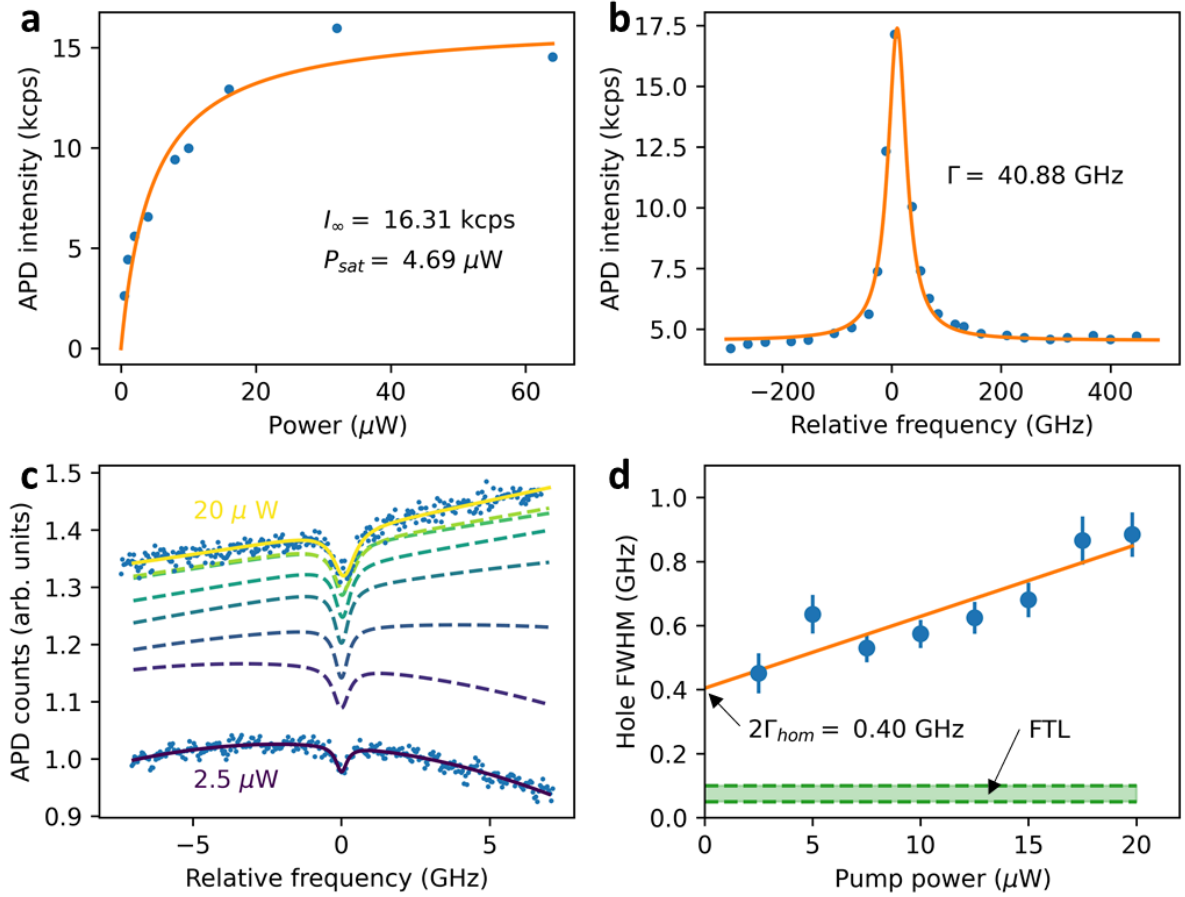 a
15
10
5
0
APD intensity (kcps)
I∞ = 16.31 kcps
Psat = 4.69 μW
0 20 40 60
Power (μW)
b
17.5
15.0
12.5
10.0
7.5
5.0
APD intensity (kcps)
Γ = 40.88 GHz
−200 0 200 400
Relative frequency (GHz)
c
1.5
1.4
1.3
1.2
1.1
1.0
0.9
APD counts (arb. units)
20 μ W
2.5 μW
−5 0 5
Relative frequency (GHz)
d
1.0
0.8
0.6
0.4
0.2
0.0
Hole FWHM (GHz)
2Γhom = 0.40 GHz
FTL
0 5 10 15 20
Pump power (μW)